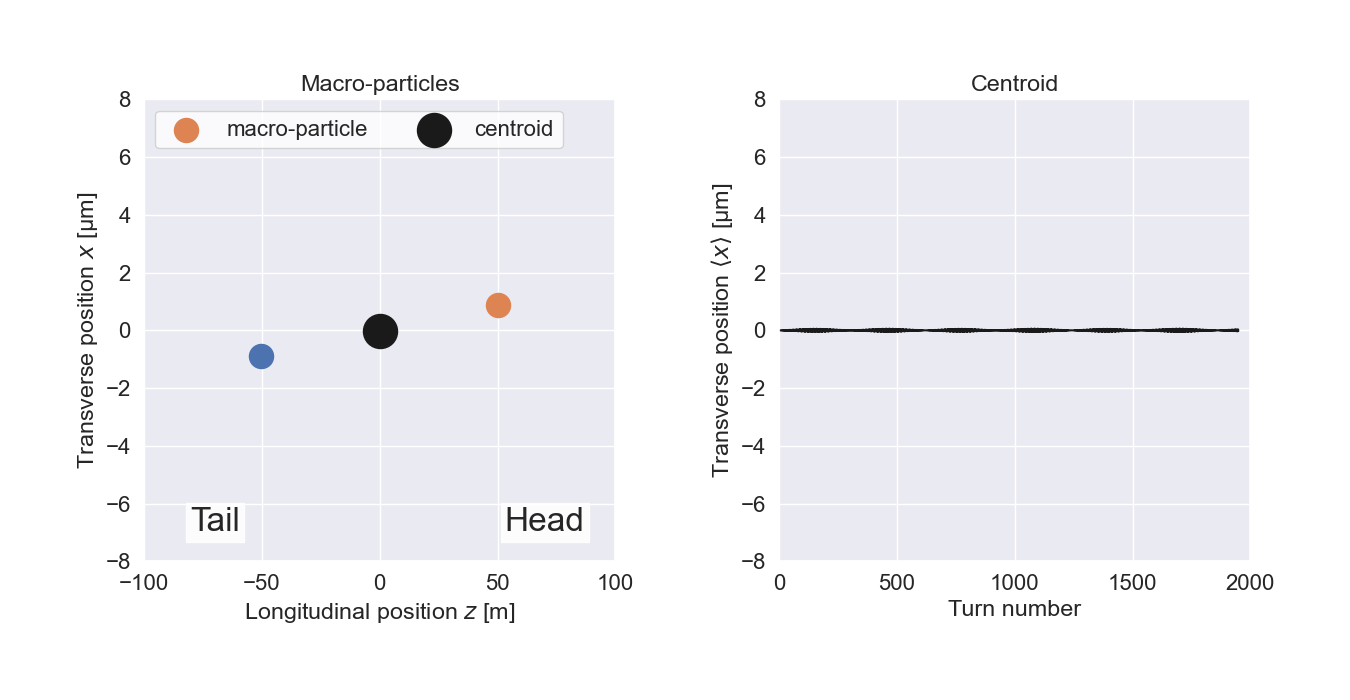 Macro-particles
macro-particle
centroid
8
6
4
2
0
−2
−4
−6
−8
Transverse position x [μm]
Tail
Head
−100
−50
0
50
100
Longitudinal position z [m]
Centroid
8
6
4
2
0
−2
−4
−6
−8
Transverse position ⟨x⟩ [μm]
0
500
1000
1500
2000
Turn number